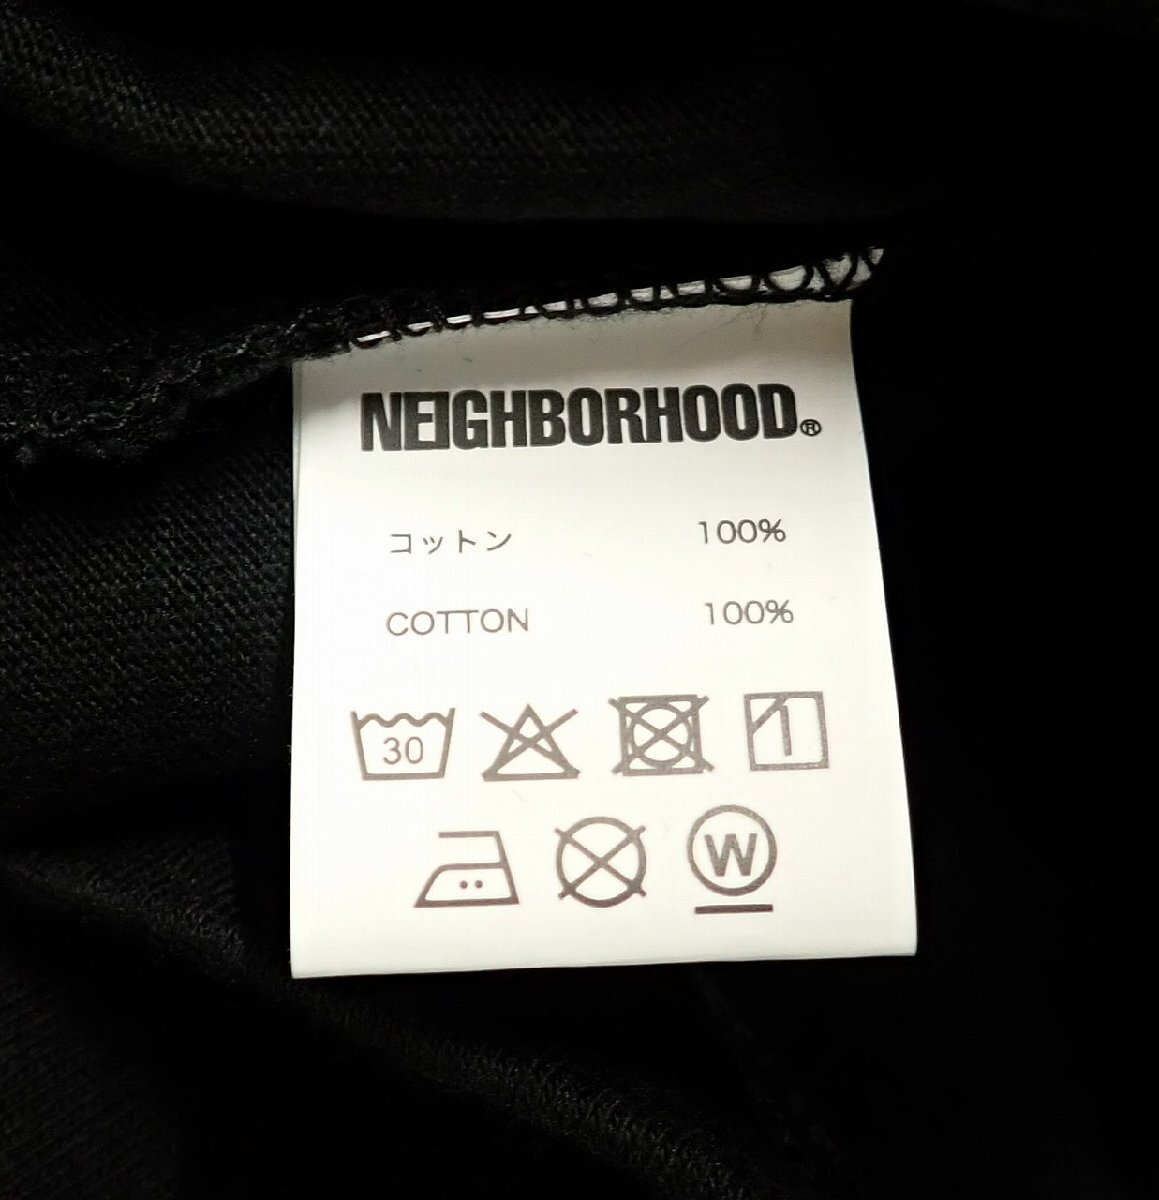 NEIGHBORHOOD®
コットン 100%
COTTON 100%
30
W